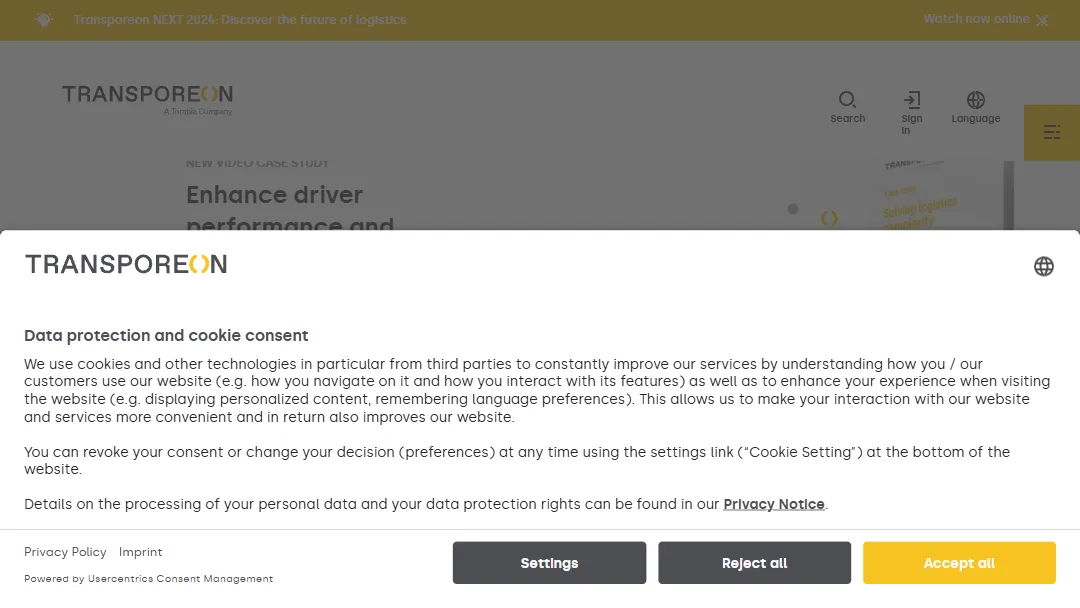 Transporeon NEXT 2024: Discover the future of logistics
Watch now online
TRANSPOREON
A Trimble Company
Search
Sign in
Language
NEW VIDEO CASE STUDY
Enhance driver
performance and
Solving logistics
complexity
TRANSPOREON
Data protection and cookie consent
We use cookies and other technologies in particular from third parties to constantly improve our services by understanding how you / our
customers use our website (e.g. how you navigate on it and how you interact with its features) as well as to enhance your experience when visiting
the website (e.g. displaying personalized content, remembering language preferences). This allows us to make your interaction with our website
and services more convenient and in return also improves our website.
You can revoke your consent or change your decision (preferences) at any time using the settings link (“Cookie Setting”) at the bottom of the
website.
Details on the processing of your personal data and your data protection rights can be found in our Privacy Notice.
Privacy Policy Imprint
Powered by Usercentrics Consent Management
Settings
Reject all
Accept all